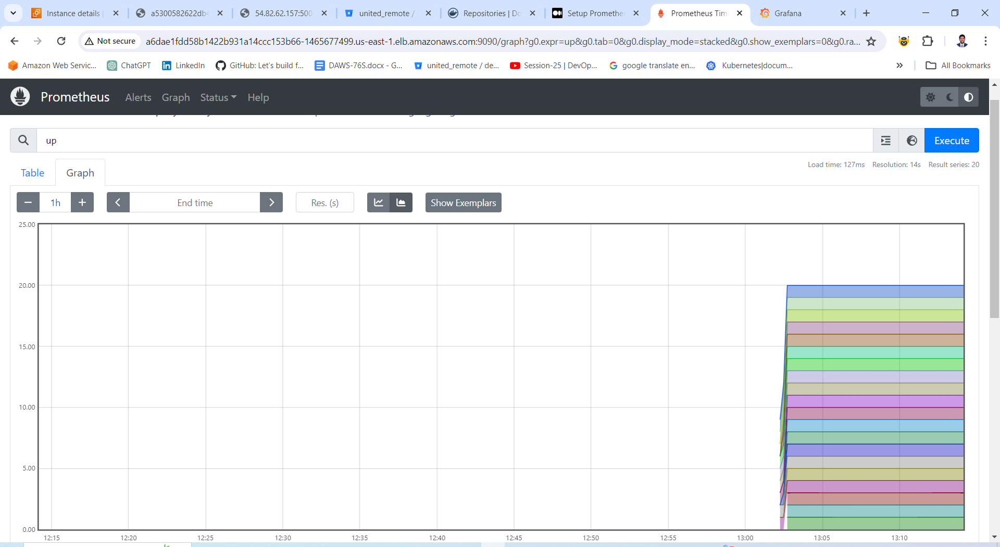 Instance details
a5300582622db4
54.82.62.157:500
united_remote /
Repositories | Do
Setup Promethe
Prometheus Tim
Grafana
Not secure
a6dae1fdd58b1422b931a14ccc153b66-1465677499.us-east-1.elb.amazonaws.com:9090/graph?g0.expr=up&g0.tab=0&g0.display_mode=stacked&g0.show_exemplars=0&g0.ra...
Amazon Web Servic...
ChatGPT
LinkedIn
GitHub: Let's build f...
DAWS-76S.docx - G...
united_remote / de...
Session-25 | DevOp...
google translate en...
Kubernetes|docum...
All Bookmarks
Prometheus
Alerts
Graph
Status
Help
up
Execute
Table
Graph
Load time: 127ms
Resolution: 14s
Result series: 20
1h
End time
Res. (s)
Show Exemplars
25.00
20.00
15.00
10.00
5.00
0.00
12:15
12:20
12:25
12:30
12:35
12:40
12:45
12:50
12:55
13:00
13:05
13:10